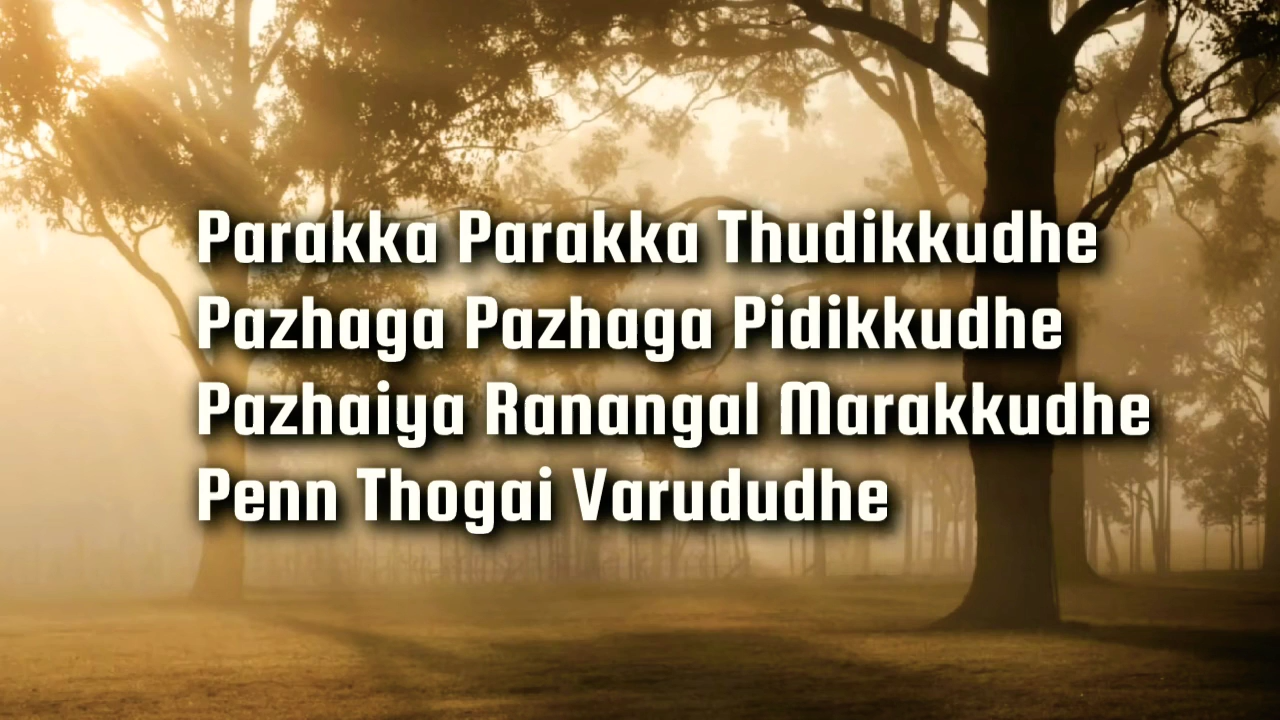 Parakka Parakka Thudikkudhe
Pazhaga Pazhaga Pidikkudhe
Pazhaiya Ranangal Marakkudhe
Penn Thogai Varududhe